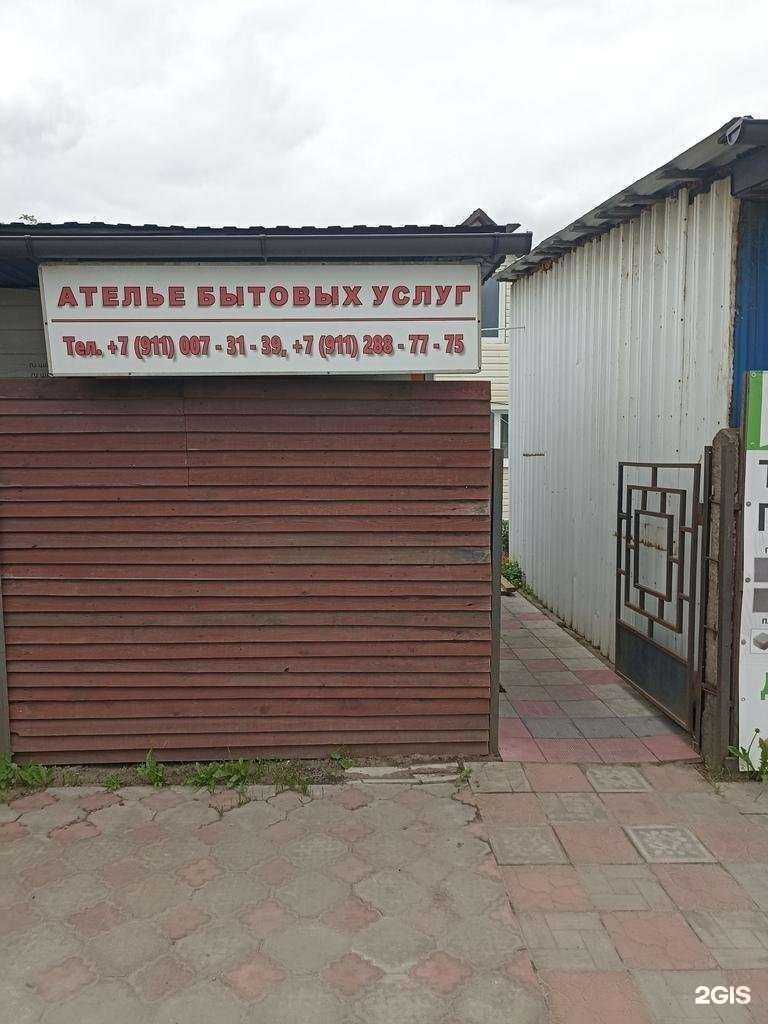 АТЕЛЬЕ БЫТОВЫХ УСЛУГ
Тел. +7 (911) 007 - 31 - 39, +7 (911) 288 - 77 - 75
2GIS